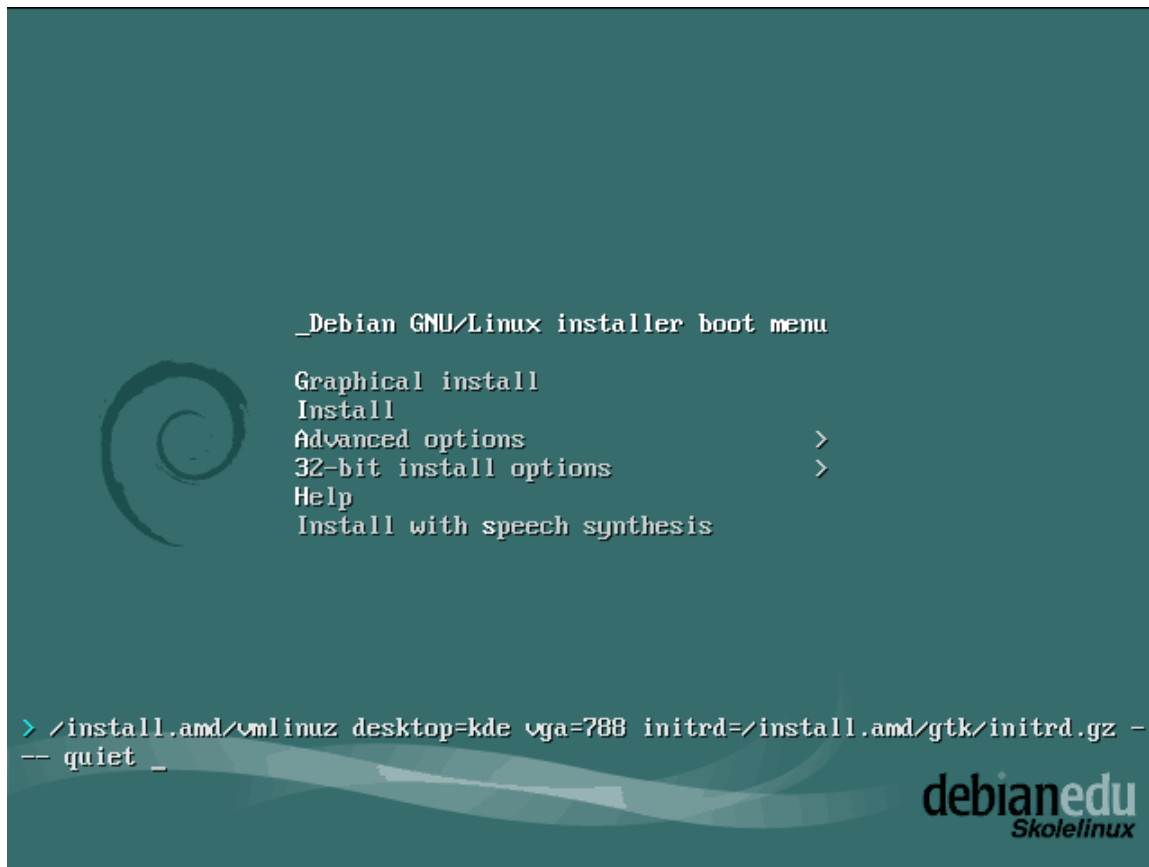 _Debian GNU/Linux installer boot menu
Graphical install
Install
Advanced options >
32-bit install options >
Help
Install with speech synthesis
> /install.amd/vmlinuz desktop=kde vga=788 initrd=/install.amd/gtk/initrd.gz -
-- quiet _
debianedu
Skolelinux